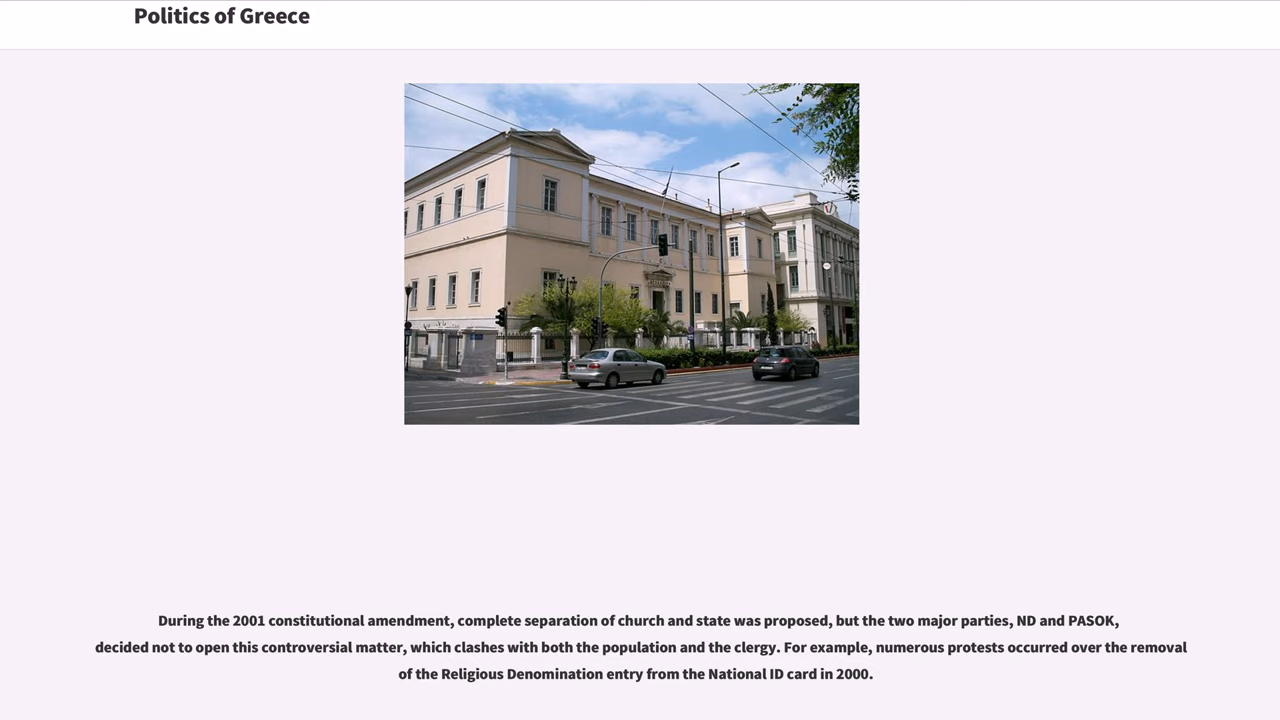 Politics of Greece
During the 2001 constitutional amendment, complete separation of church and state was proposed, but the two major parties, ND and PASOK,
decided not to open this controversial matter, which clashes with both the population and the clergy. For example, numerous protests occurred over the removal
of the Religious Denomination entry from the National ID card in 2000.